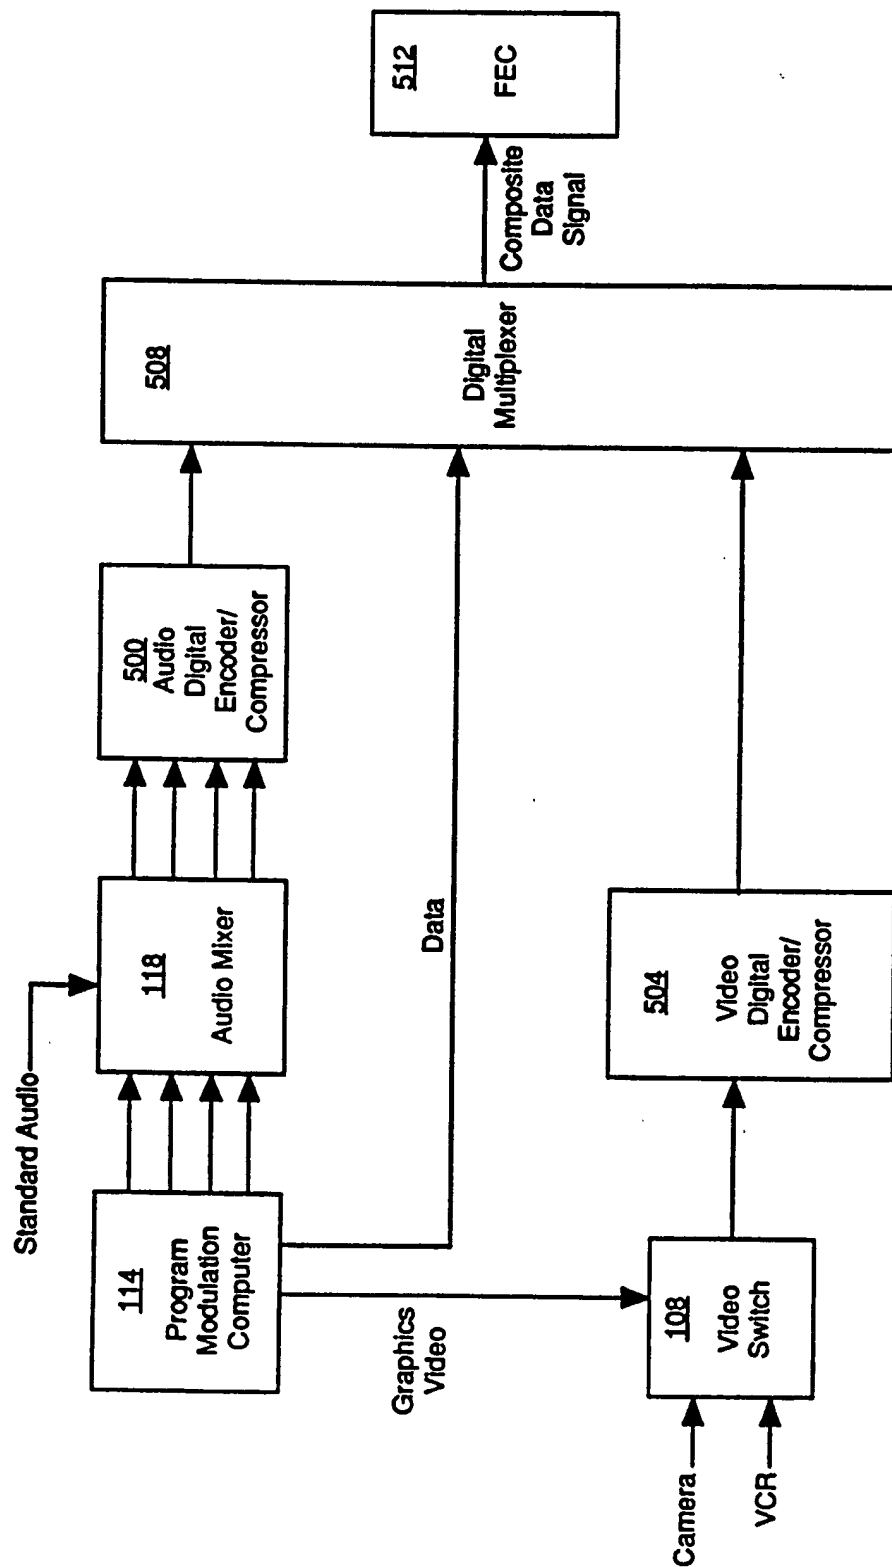 Standard Audio
114
Program
Modulation
Computer
118
Audio Mixer
500
Audio
Digital
Encoder/
Compressor
508
Digital
Multiplexer
Composite
Data
Signal
512
FEC
Data
Graphics
Video
Camera
VCR
108
Video
Switch
504
Video
Digital
Encoder/
Compressor